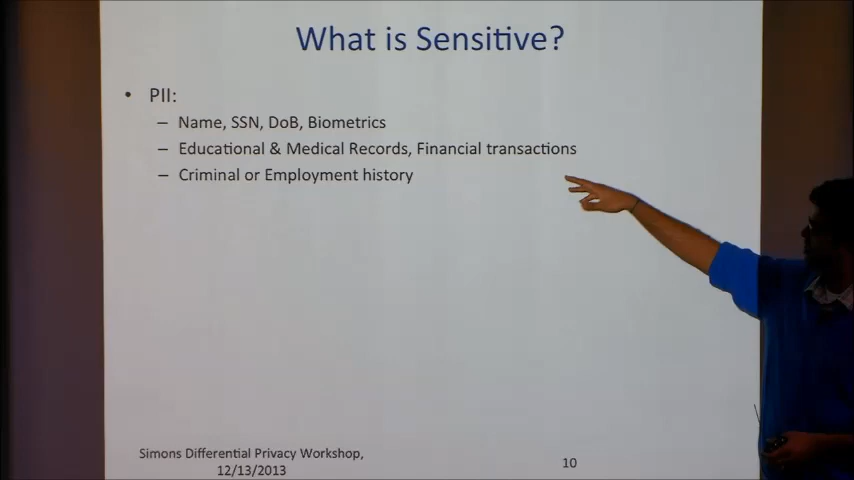 What is Sensitive?
• PII:
– Name, SSN, DoB, Biometrics
– Educational & Medical Records, Financial transactions
– Criminal or Employment history
Simons Differential Privacy Workshop,
12/13/2013
10